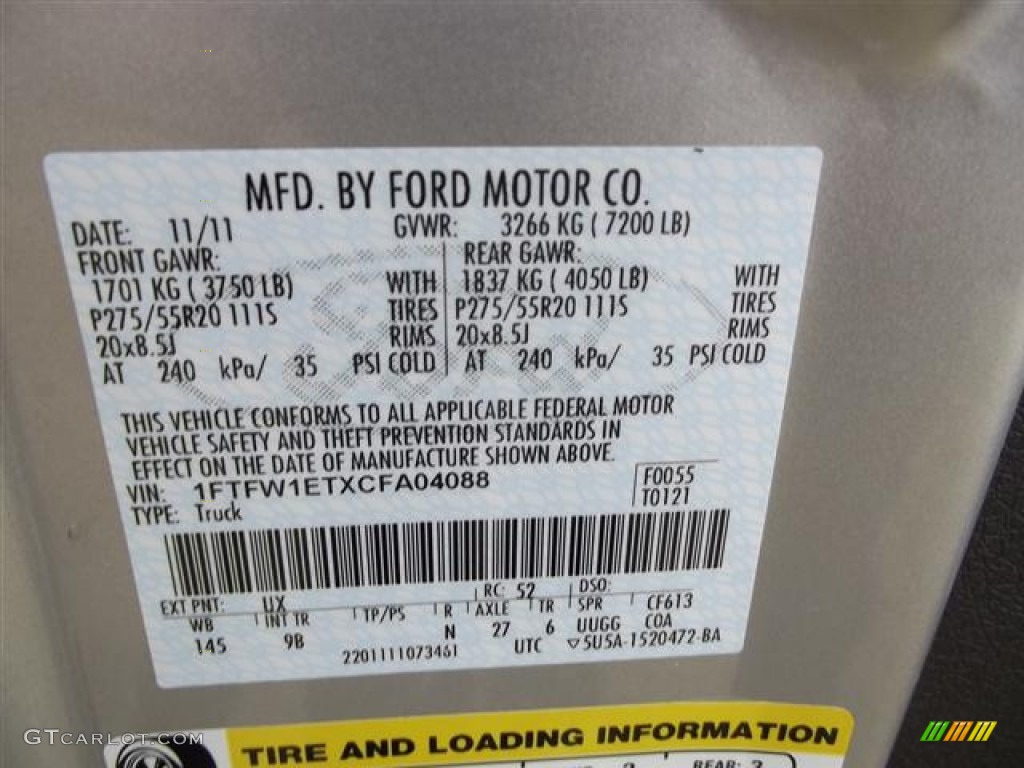 MFD. BY FORD MOTOR CO.
DATE: 11/11 GVWR: 3266 KG ( 7200 LB)
FRONT GAWR: REAR GAWR:
1701 KG ( 3750 LB) WITH 1837 KG ( 4050 LB) WITH
P275/55R20 111S TIRES P275/55R20 111S TIRES
20x8.5J RIMS 20x8.5J RIMS
AT 240 kPa/ 35 PSI COLD AT 240 kPa/ 35 PSI COLD
THIS VEHICLE CONFORMS TO ALL APPLICABLE FEDERAL MOTOR
VEHICLE SAFETY AND THEFT PREVENTION STANDARDS IN
EFFECT ON THE DATE OF MANUFACTURE SHOWN ABOVE.
VIN: 1FTFW1ETXCFA04088 F0055
TYPE: Truck T0121
EXT PNT: UX RC: 52 DSO:
WB INT TR TP/PS R AXLE TR SPR CF613
145 9B N 27 6 UUGG COA
2201111073461 UTC ▽5U5A-1520472-BA
GTCARLOT.COM
TIRE AND LOADING INFORMATION
REAR: 3